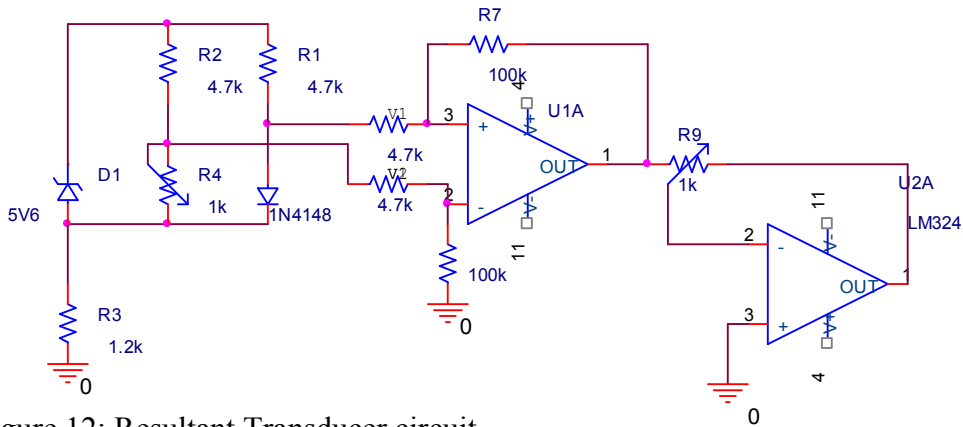 R7
R2
R1
100k
4.7k
4.7k
4
U1A
V1
3
+
V+
R9
4.7k
OUT
1
D1
R4
V2
1k
U2A
5V6
1k
1N4148
4.7k
2
-
V-
11
11
LM324
2
-
V-
100k
OUT
1
R3
1.2k
0
3
+
V+
4
0
0
gure 12: Resultant Transducer circuit